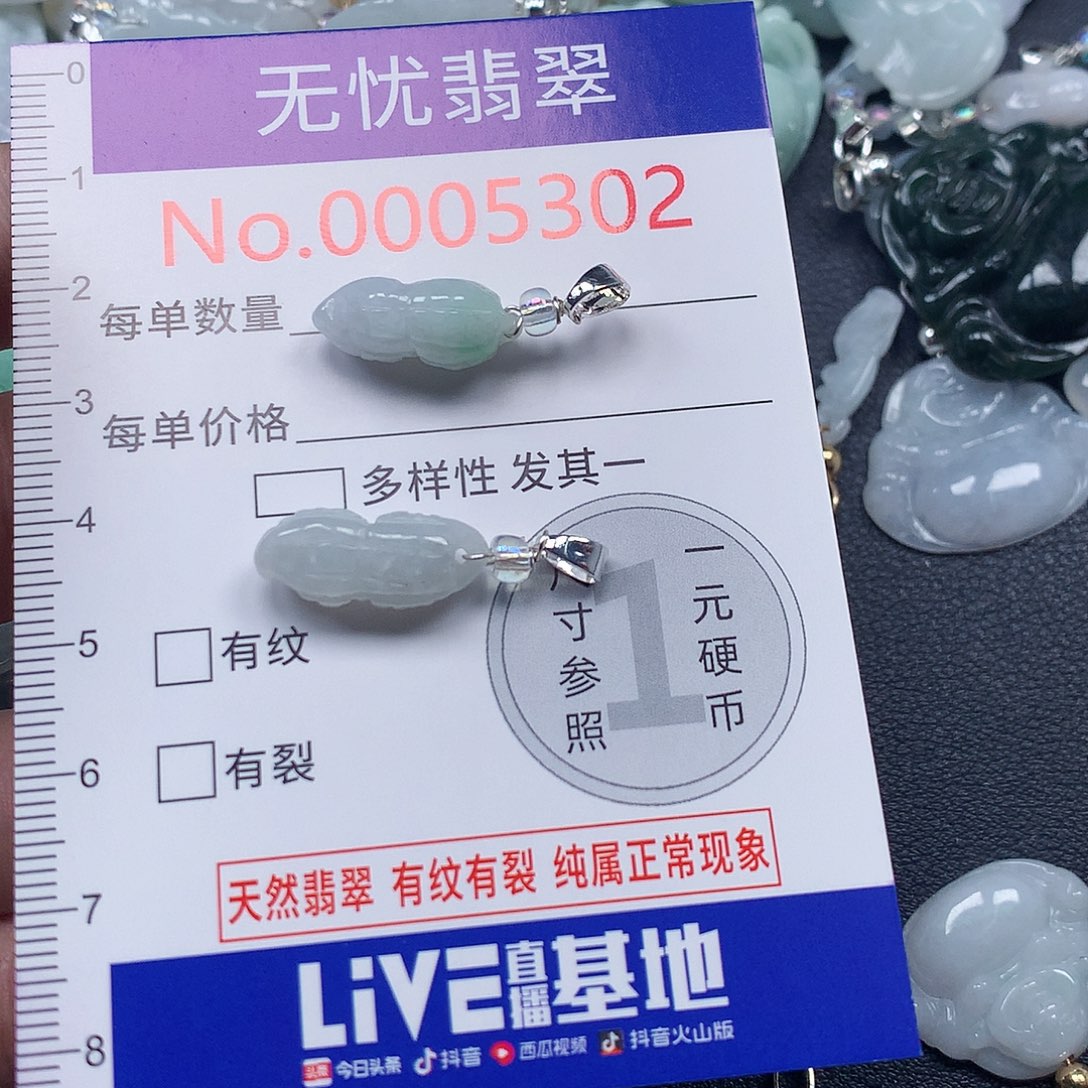 无忧翡翠
No.0005302
每单数量
每单价格
多样性 发其一
有纹
有裂
1
尺寸参照
一元硬币
天然翡翠 有纹有裂 纯属正常现象
LiVE直播基地
头条 今日头条 抖音 西瓜视频 抖音火山版
0
1
2
3
4
5
6
7
8